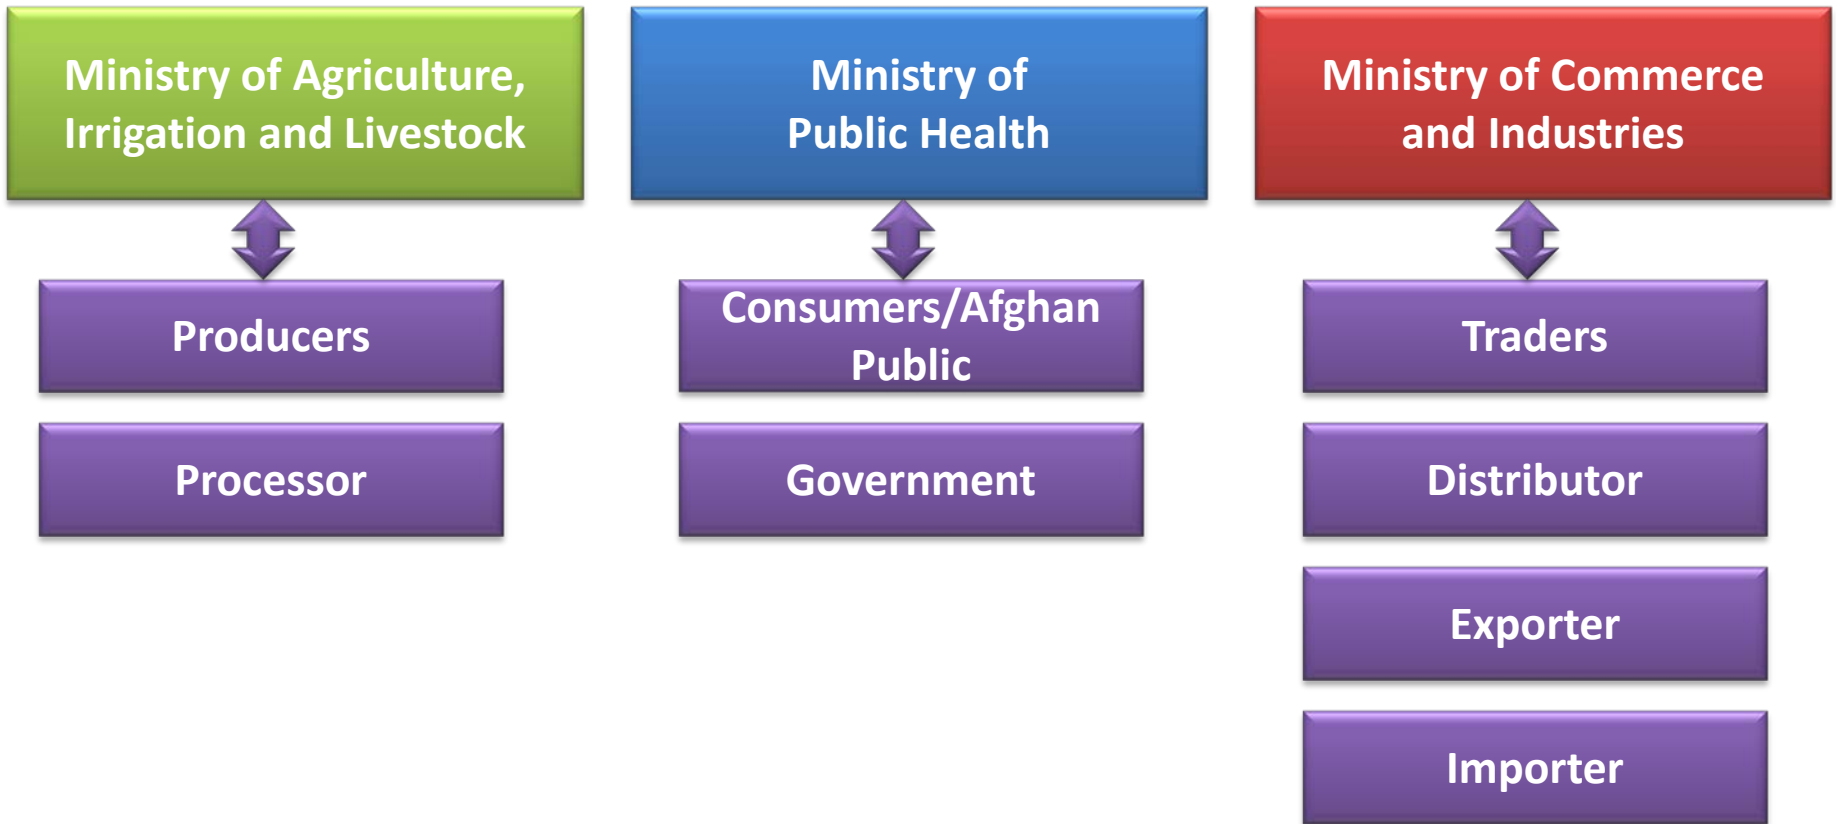 Ministry of Agriculture,
Irrigation and Livestock
Ministry of
Public Health
Ministry of Commerce
and Industries
Producers
Processor
Consumers/Afghan
Public
Government
Traders
Distributor
Exporter
Importer